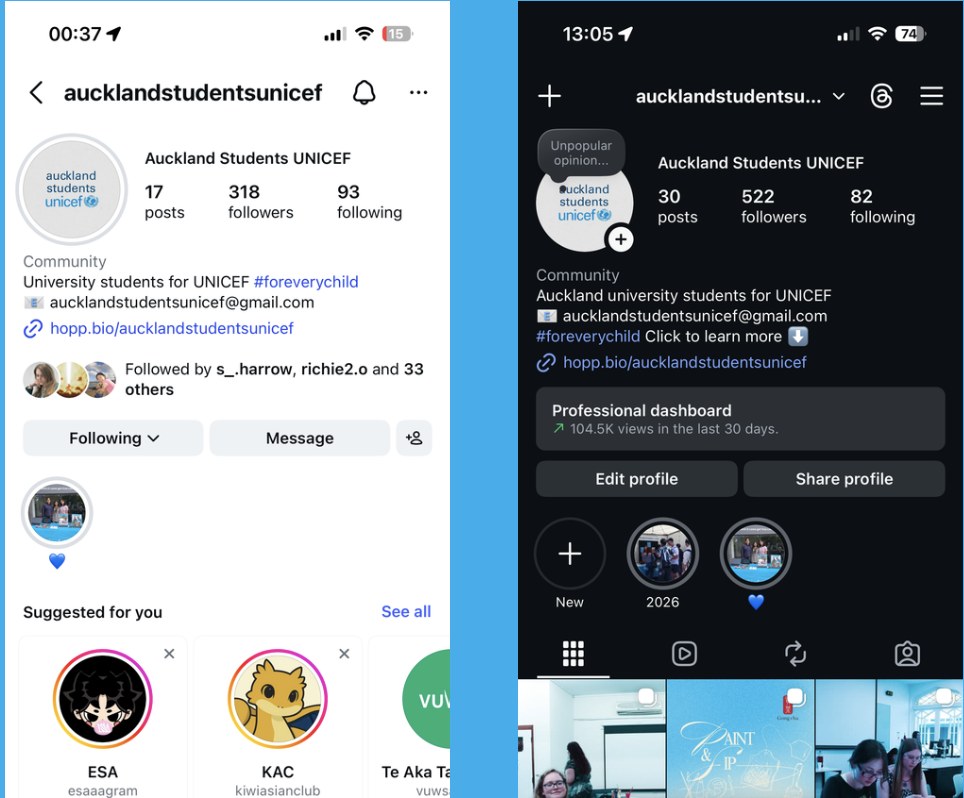 00:37
15
aucklandstudentsunicef
auckland
students
unicef
Auckland Students UNICEF
17 318 93
posts followers following
Community
University students for UNICEF #foreverychild
📧 aucklandstudentsunicef@gmail.com
hopp.bio/aucklandstudentsunicef
Followed by s_.harrow, richie2.o and 33
others
Following Message
💙
Suggested for you See all
ESA KAC Te Aka Ta
esaaagram kiwiasianclub vuws
13:05
74
aucklandstudentsu...
Unpopular
opinion...
auckland
students
unicef
Auckland Students UNICEF
30 522 82
posts followers following
Community
Auckland university students for UNICEF
📧 aucklandstudentsunicef@gmail.com
#foreverychild Click to learn more ⬇️
hopp.bio/aucklandstudentsunicef
Professional dashboard
104.5K views in the last 30 days.
Edit profile Share profile
New 2026 💙